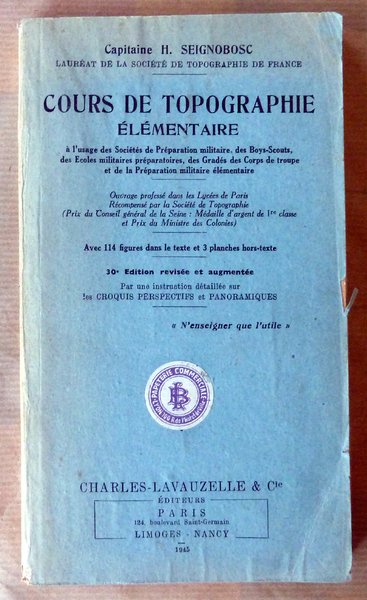 Capitaine H. SEIGNOBOSC
LAURÉAT DE LA SOCIÉTÉ DE TOPOGRAPHIE DE FRANCE
COURS DE TOPOGRAPHIE
ÉLÉMENTAIRE
à l'usage des Sociétés de Préparation militaire, des Boys-Scouts,
des Ecoles militaires préparatoires, des Gradés des Corps de troupe
et de la Préparation militaire élémentaire
Ouvrage professé dans les Lycées de Paris
Récompensé par la Société de Topographie
(Prix du Conseil général de la Seine : Médaille d'argent de 1re classe
et Prix du Ministre des Colonies)
Avec 114 figures dans le texte et 3 planches hors-texte
30e Edition revisée et augmentée
Par une instruction détaillée sur
les CROQUIS PERSPECTIFS et PANORAMIQUES
« N'enseigner que l'utile »
PAPETERIE COMMERCIALE
CHARLES-LAVAUZELLE & Cie
ÉDITEURS
PARIS
124, boulevard Saint-Germain
LIMOGES - NANCY
1945